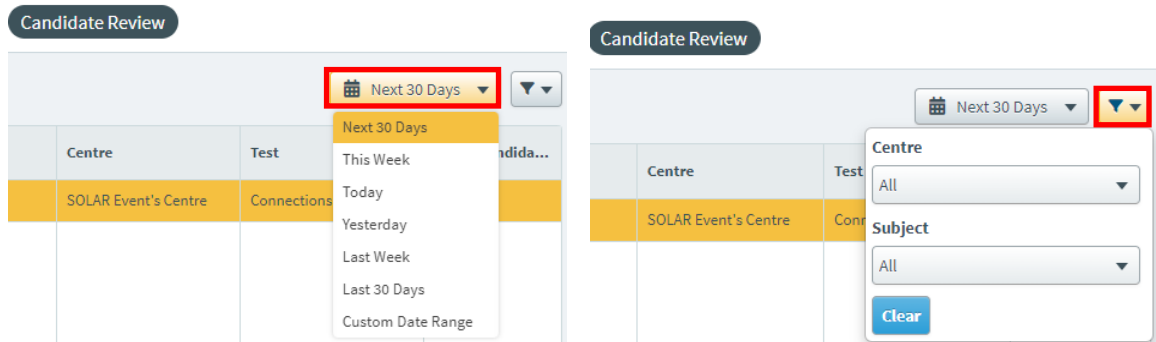 Candidate Review
Next 30 Days
Centre Test ndida...
SOLAR Event's Centre Connections
Next 30 Days
This Week
Today
Yesterday
Last Week
Last 30 Days
Custom Date Range
Candidate Review
Next 30 Days
Centre Test
SOLAR Event's Centre Conr
Centre
All
Subject
All
Clear